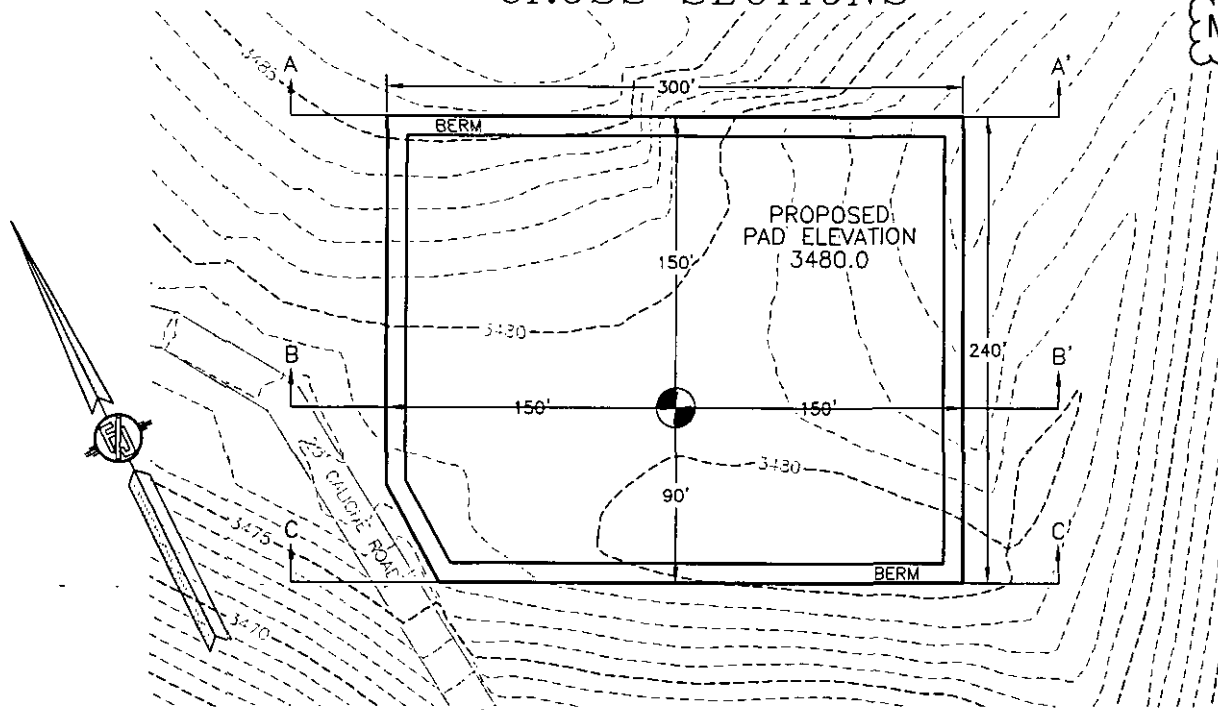 CROSS SECTIONS
3485
A
A'
300'
BERM
PROPOSED
PAD ELEVATION
3480.0
150'
3480
240'
B
B'
150'
150'
3480
90'
CALICHE ROAD
3475
C
C'
BERM
3470